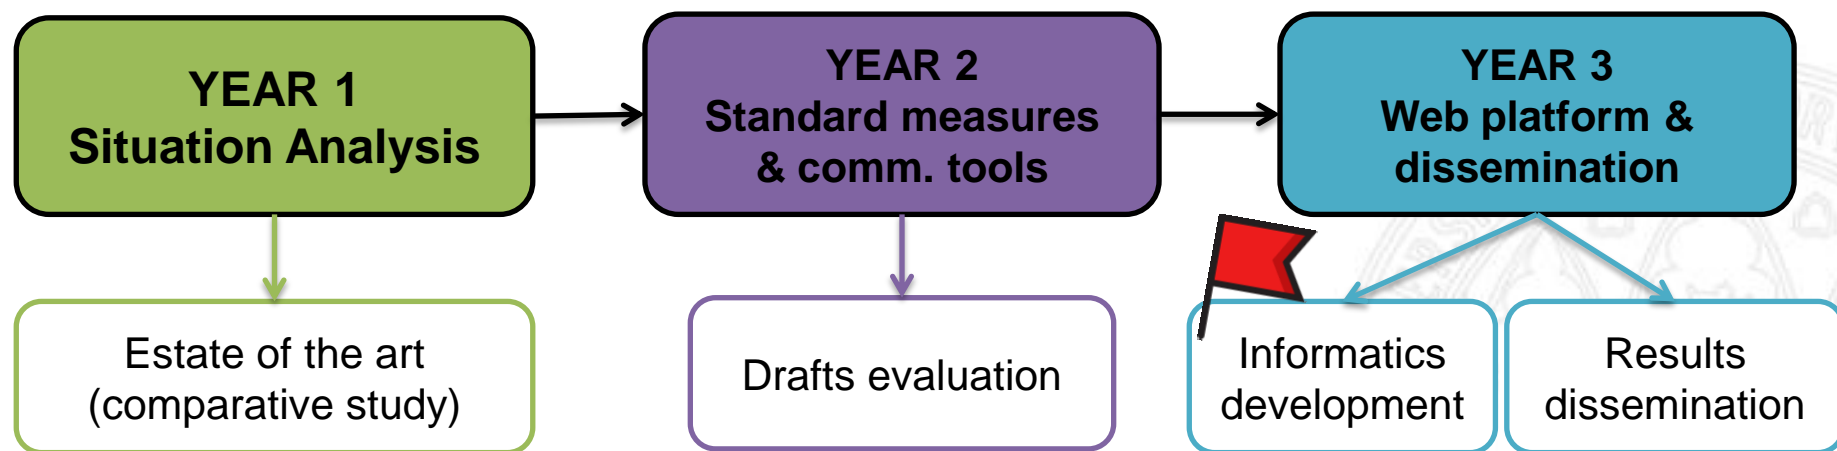 YEAR 1
Situation Analysis
YEAR 2
Standard measures
& comm. tools
YEAR 3
Web platform &
dissemination
Estate of the art
(comparative study)
Drafts evaluation
Informatics
development
Results
dissemination